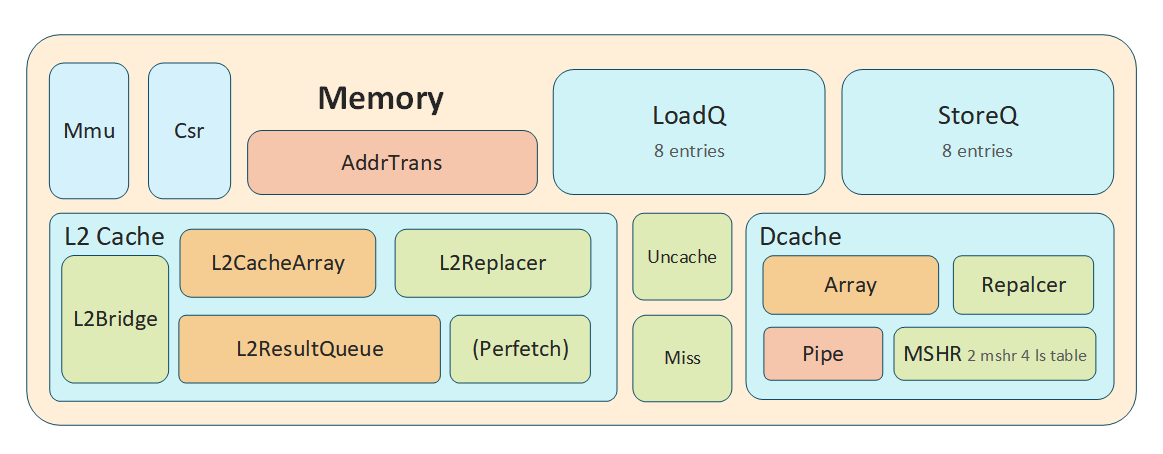 Memory
Mmu
Csr
AddrTrans
LoadQ
8 entries
StoreQ
8 entries
L2 Cache
L2Bridge
L2CacheArray
L2Replacer
L2ResultQueue
(Perfetch)
Uncache
Miss
Dcache
Array
Repalcer
Pipe
MSHR 2 mshr 4 ls table